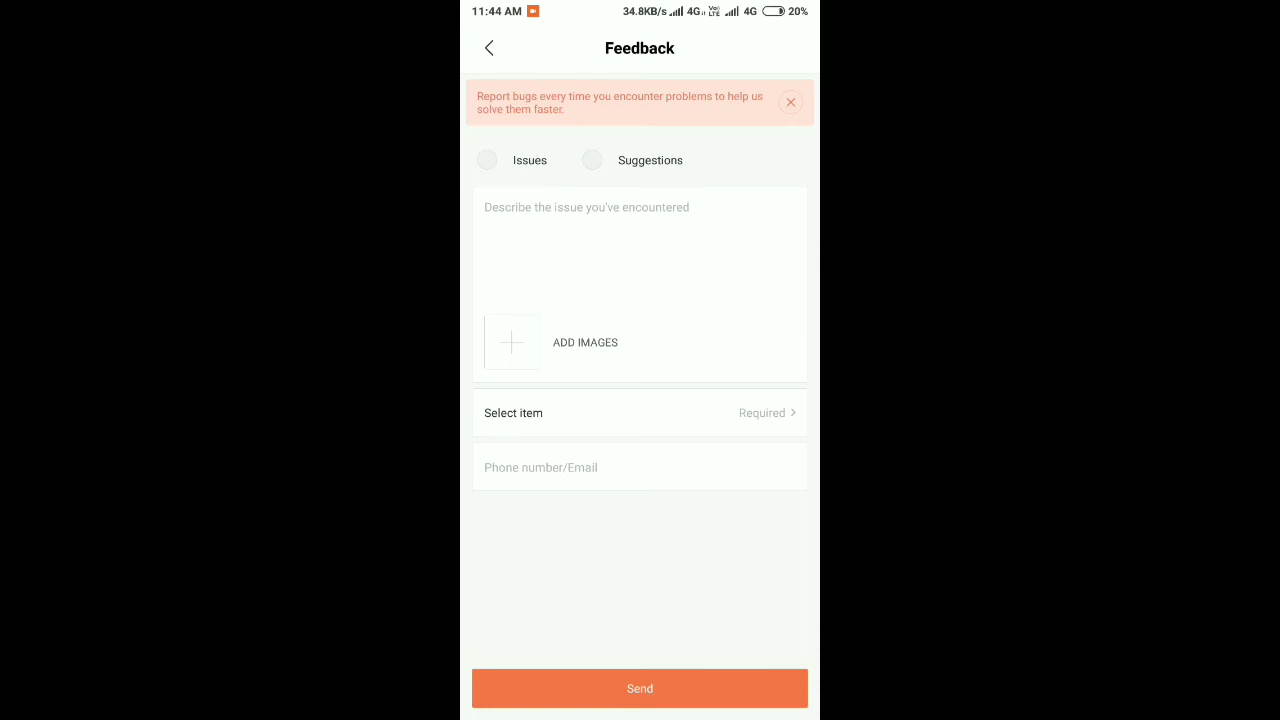 11:44 AM 34.8KB/s 4G Vo) LTE 4G 20%
Feedback
Report bugs every time you encounter problems to help us
solve them faster.
Issues Suggestions
Describe the issue you've encountered
ADD IMAGES
Select item Required
Phone number/Email
Send